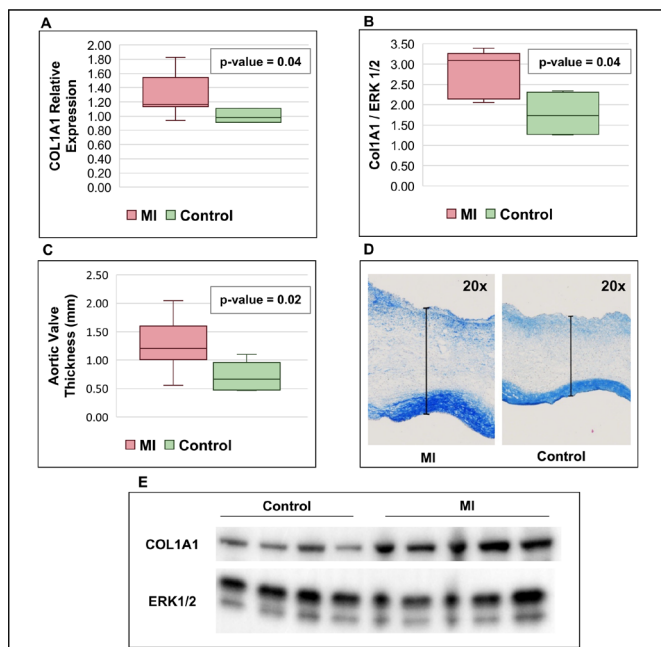 A
COL1A1 Relative
Expression
2.00
1.80
1.60
1.40
1.20
1.00
0.80
0.60
0.40
0.20
0.00
p-value = 0.04
MI Control
B
Col1A1 / ERK 1/2
3.50
3.00
2.50
2.00
1.50
1.00
0.50
0.00
p-value = 0.04
MI Control
C
Aortic Valve
Thickness (mm)
2.50
2.00
1.50
1.00
0.50
0.00
p-value = 0.02
MI Control
D
20x 20x
MI Control
E
Control MI
COL1A1
ERK1/2